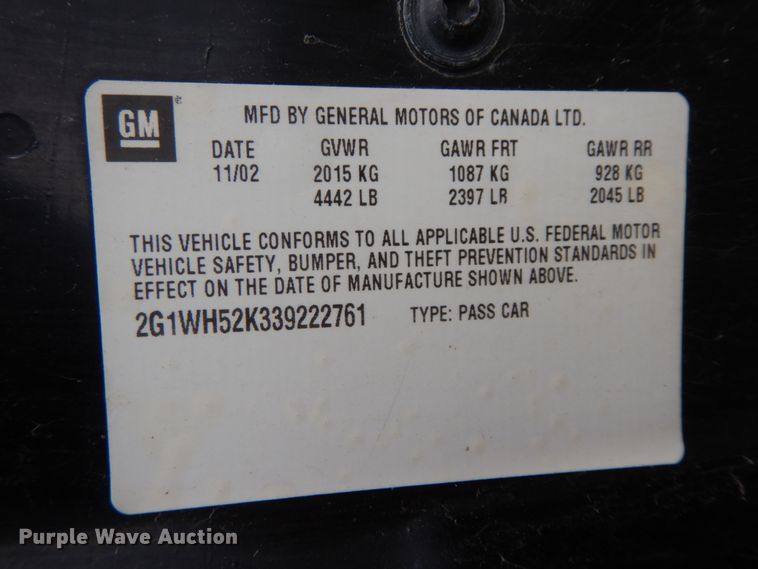 GM
MFD BY GENERAL MOTORS OF CANADA LTD.
DATE GVWR GAWR FRT GAWR RR
11/02 2015 KG 1087 KG 928 KG
4442 LB 2397 LB 2045 LB
THIS VEHICLE CONFORMS TO ALL APPLICABLE U.S. FEDERAL MOTOR
VEHICLE SAFETY, BUMPER, AND THEFT PREVENTION STANDARDS IN
EFFECT ON THE DATE OF MANUFACTURE SHOWN ABOVE.
2G1WH52K339222761 TYPE: PASS CAR
Purple Wave Auction